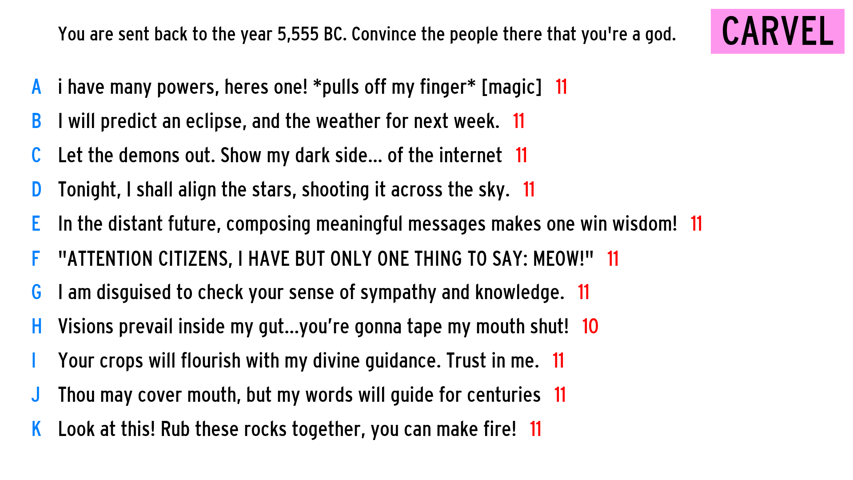 You are sent back to the year 5,555 BC. Convince the people there that you're a god.
CARVEL
A i have many powers, heres one! *pulls off my finger* [magic] 11
B I will predict an eclipse, and the weather for next week. 11
C Let the demons out. Show my dark side... of the internet 11
D Tonight, I shall align the stars, shooting it across the sky. 11
E In the distant future, composing meaningful messages makes one win wisdom! 11
F "ATTENTION CITIZENS, I HAVE BUT ONLY ONE THING TO SAY: MEOW!" 11
G I am disguised to check your sense of sympathy and knowledge. 11
H Visions prevail inside my gut...you’re gonna tape my mouth shut! 10
I Your crops will flourish with my divine guidance. Trust in me. 11
J Thou may cover mouth, but my words will guide for centuries 11
K Look at this! Rub these rocks together, you can make fire! 11